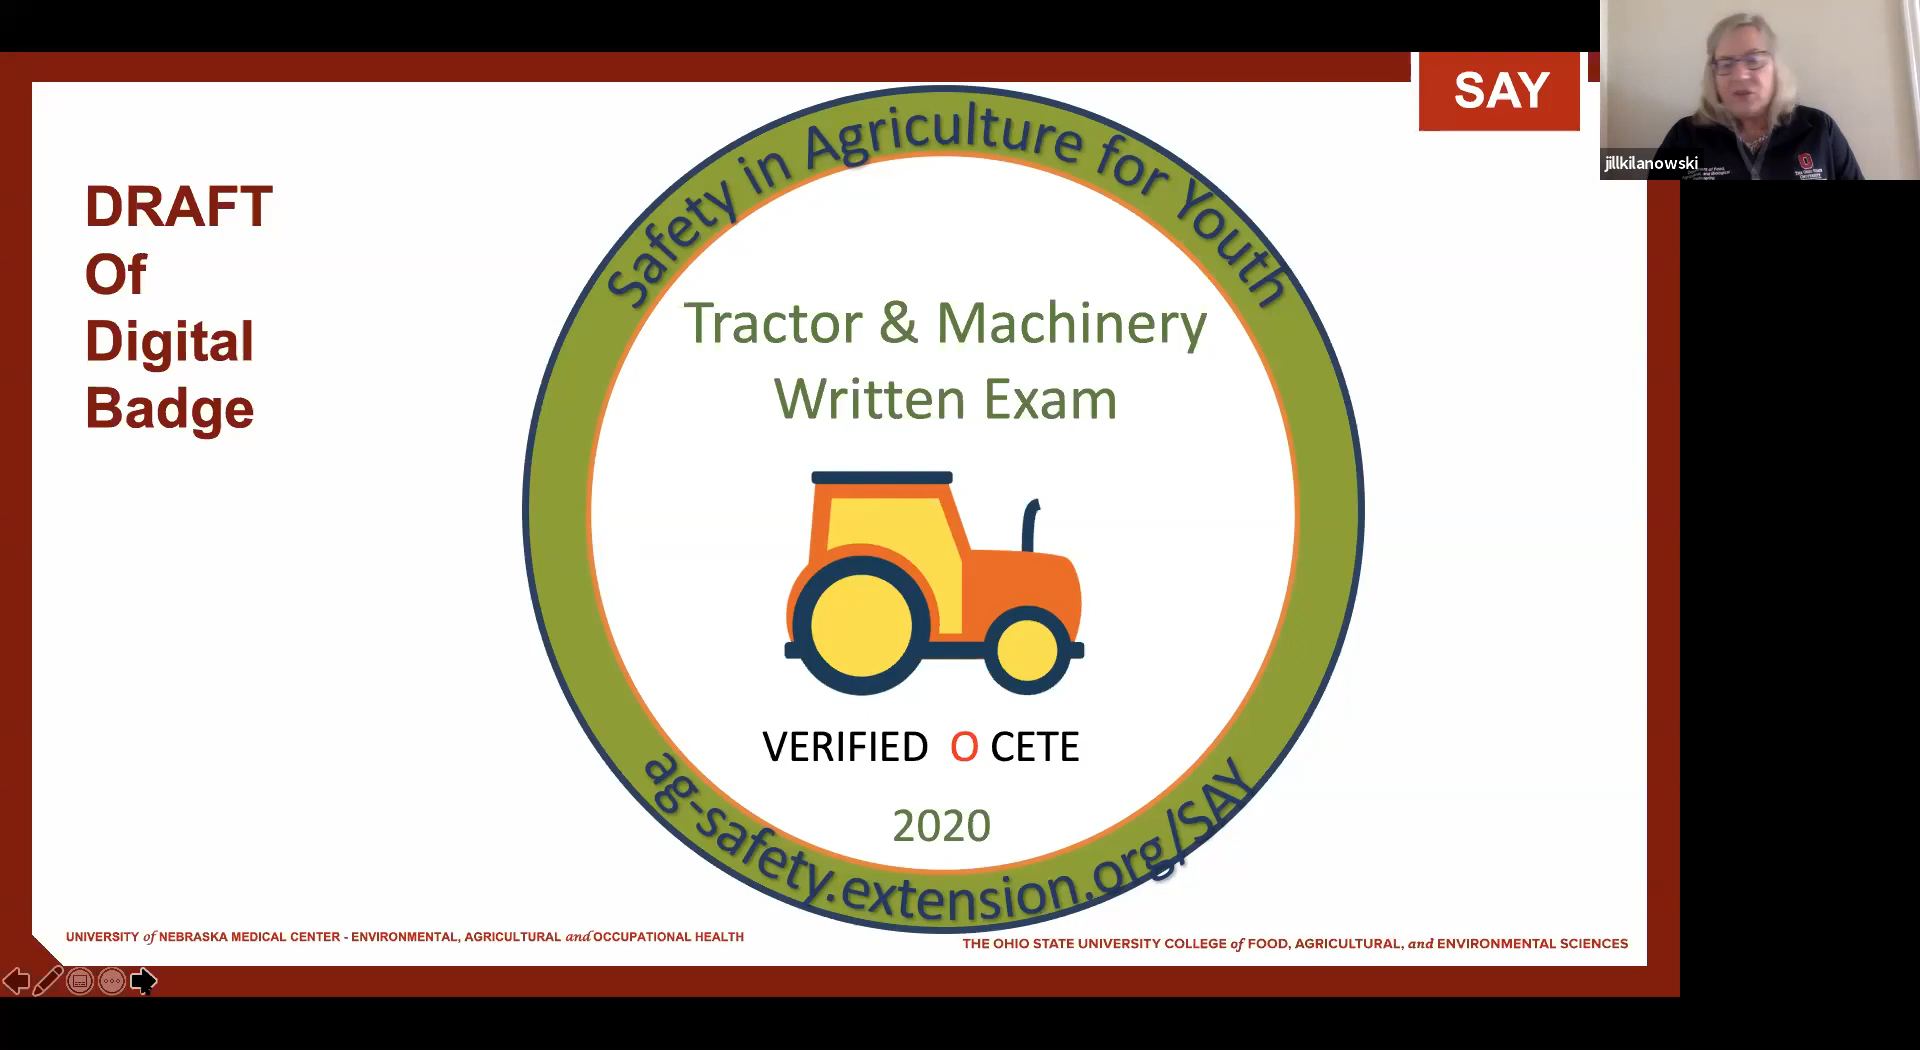 SAY
jillkilanowski
DRAFT
Of
Digital
Badge
Safety in Agriculture for Youth
Tractor & Machinery
Written Exam
VERIFIED O CETE
2020
ag-safety.extension.org/SAY
UNIVERSITY of NEBRASKA MEDICAL CENTER - ENVIRONMENTAL, AGRICULTURAL and OCCUPATIONAL HEALTH
THE OHIO STATE UNIVERSITY COLLEGE of FOOD, AGRICULTURAL, and ENVIRONMENTAL SCIENCES